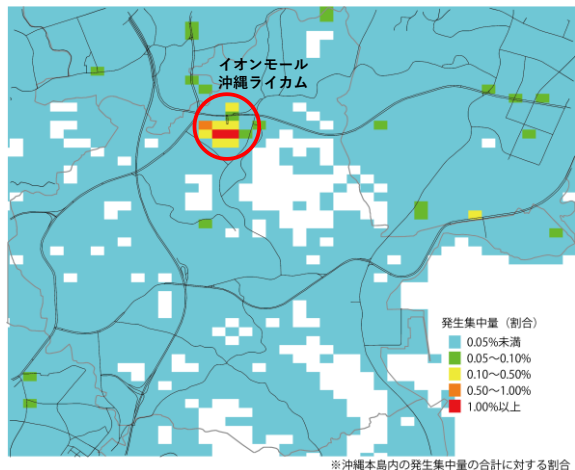 イオンモール
沖縄ライカム
発生集中量（割合）
0.05%未満
0.05～0.10%
0.10～0.50%
0.50～1.00%
1.00%以上
※沖縄本島内の発生集中量の合計に対する割合